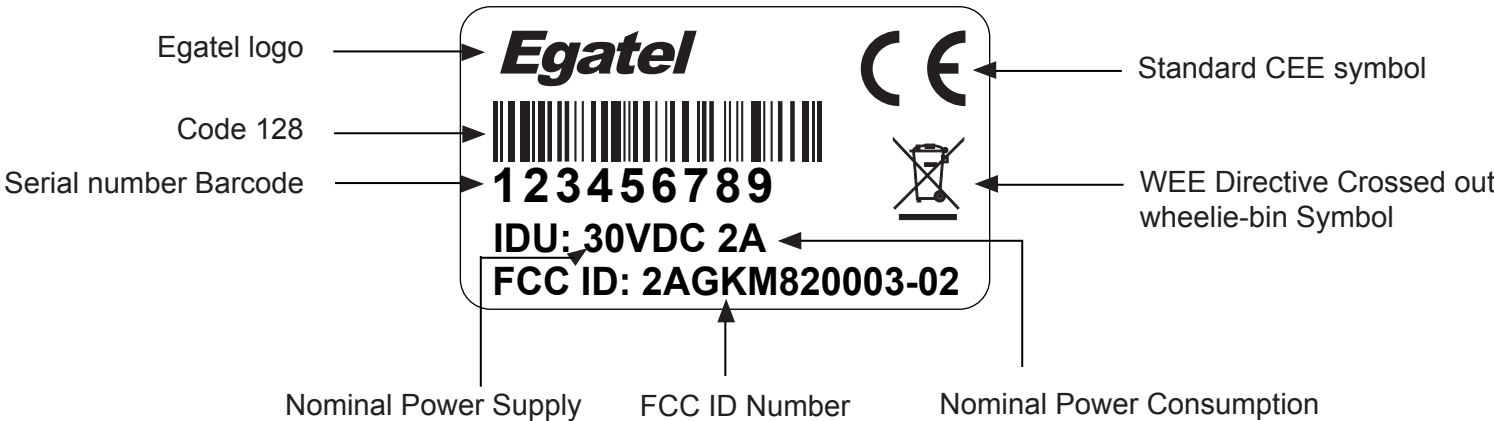 Egatel logo
Egatel
CE
Standard CEE symbol
Code 128
Serial number Barcode
123456789
WEE Directive Crossed out
wheelie-bin Symbol
IDU: 30VDC 2A
FCC ID: 2AGKM820003-02
Nominal Power Supply
FCC ID Number
Nominal Power Consumption